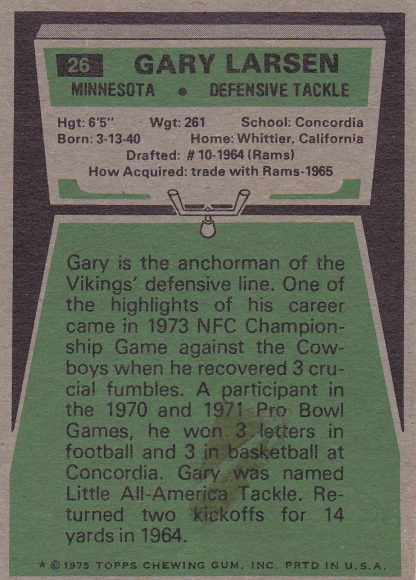 26 GARY LARSEN
MINNESOTA • DEFENSIVE TACKLE
Hgt: 6'5" Wgt: 261 School: Concordia
Born: 3-13-40 Home: Whittier, California
Drafted: #10-1964 (Rams)
How Acquired: trade with Rams-1965
Gary is the anchorman of the
Vikings' defensive line. One of
the highlights of his career
came in 1973 NFC Champion-
ship Game against the Cow-
boys when he recovered 3 cru-
cial fumbles. A participant in
the 1970 and 1971 Pro Bowl
Games, he won 3 letters in
football and 3 in basketball at
Concordia. Gary was named
Little All-America Tackle. Re-
turned two kickoffs for 14
yards in 1964.
* © 1975 TOPPS CHEWING GUM, INC. PRTD IN U.S.A.